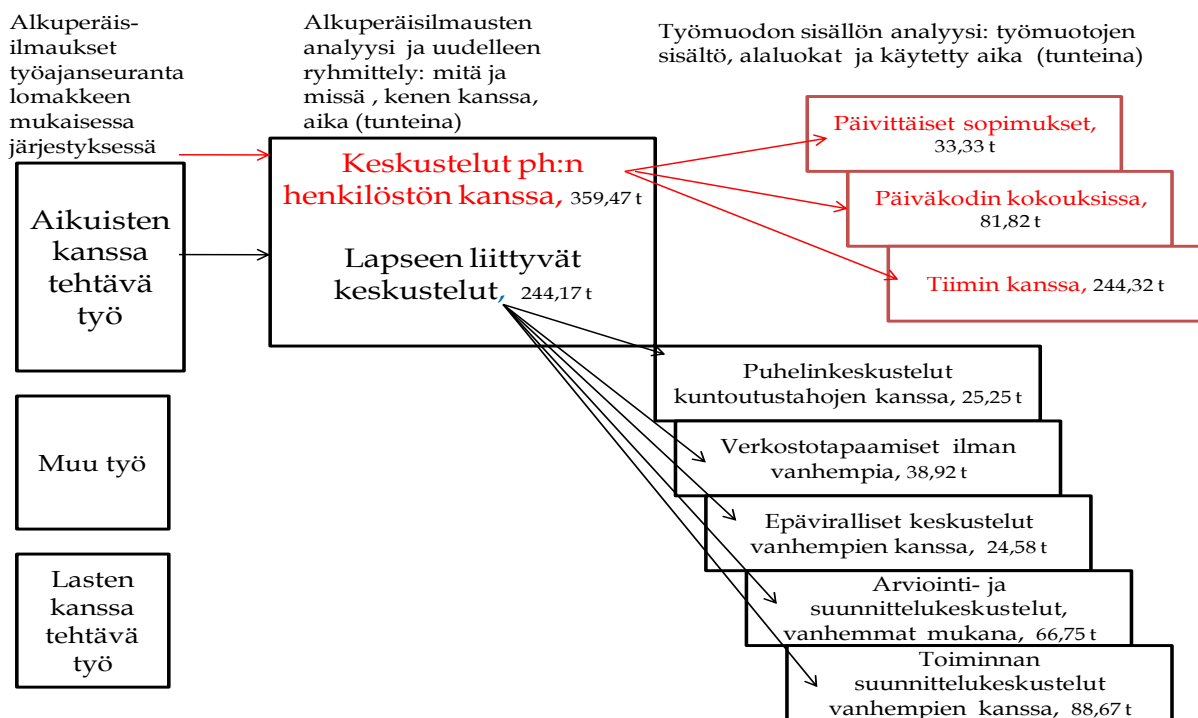 Alkuperäis-
ilmaukset
työajanseuranta
lomakkeen
mukaisessa
järjestyksessä
Alkuperäisilmausten
analyysi ja uudelleen
ryhmittely: mitä ja
missä , kenen kanssa,
aika (tunteina)
Työmuodon sisällön analyysi: työmuotojen
sisältö, alaluokat ja käytetty aika (tunteina)
Aikuisten
kanssa
tehtävä
työ
Muu työ
Lasten
kanssa
tehtävä
työ
Keskustelut ph:n
henkilöstön kanssa, 359,47 t
Lapseen liittyvät
keskustelut, 244,17 t
Päivittäiset sopimukset,
33,33 t
Päiväkodin kokouksissa,
81,82 t
Tiimin kanssa, 244,32 t
Puhelinkeskustelut
kuntoutustahojen kanssa, 25,25 t
Verkostotapaamiset ilman
vanhempia, 38,92 t
Epäviralliset keskustelut
vanhempien kanssa, 24,58 t
Arviointi- ja
suunnittelukeskustelut,
vanhemmat mukana, 66,75 t
Toiminnan
suunnittelukeskustelut
vanhempien kanssa, 88,67 t